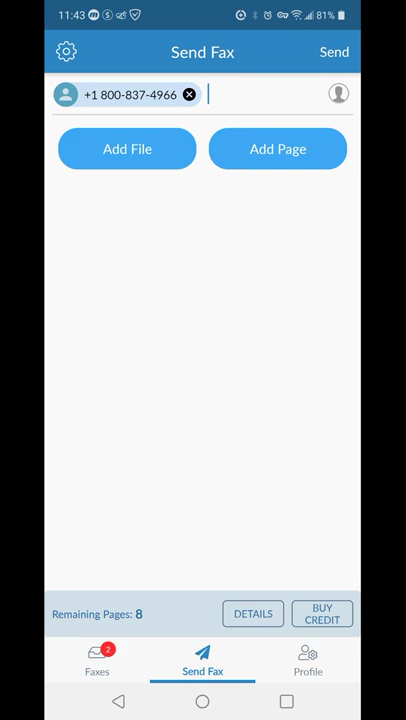 11:43 81%
Send Fax Send
+1 800-837-4966
Add File Add Page
Remaining Pages: 8 DETAILS BUY CREDIT
2
Faxes Send Fax Profile